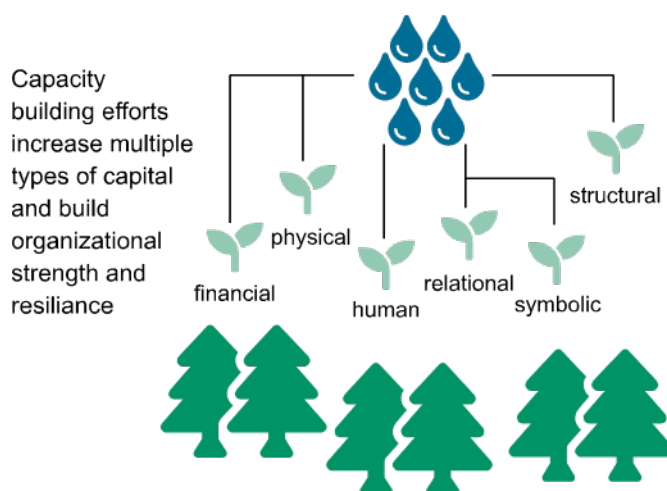 Capacity
building efforts
increase multiple
types of capital
and build
organizational
strength and
resiliance
structural
physical
relational
financial
human
symbolic